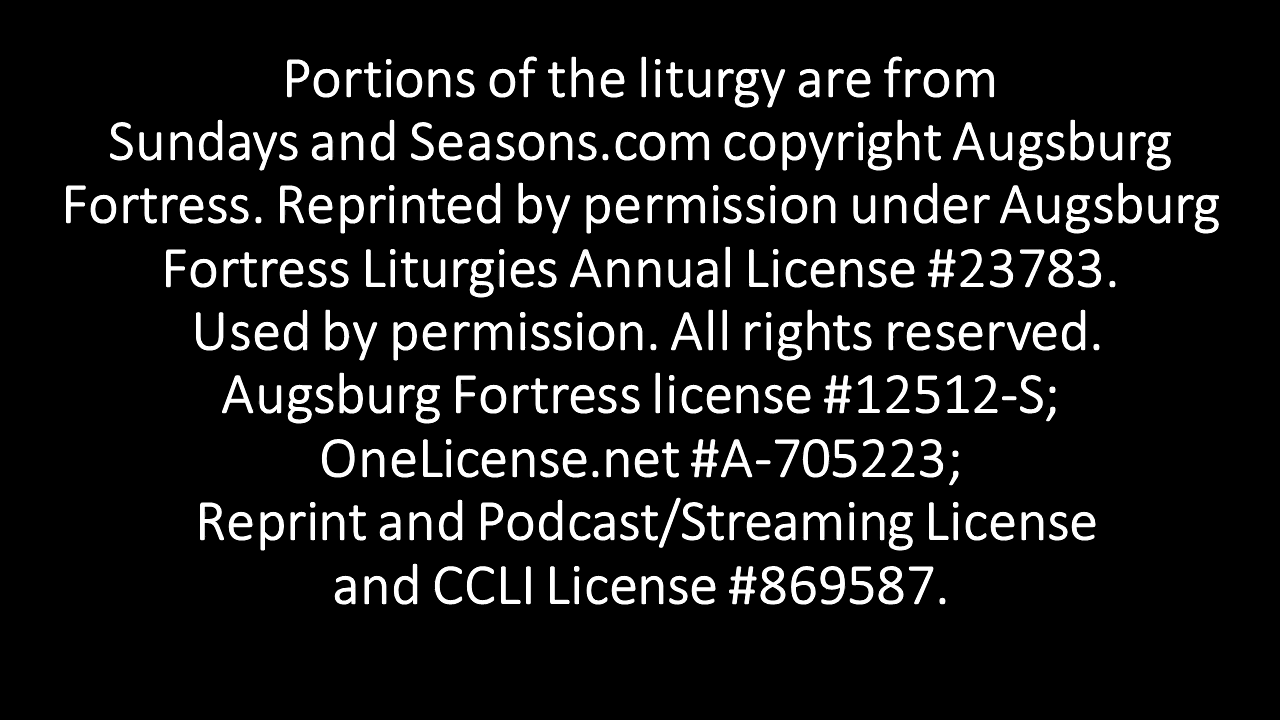 Portions of the liturgy are from
Sundays and Seasons.com copyright Augsburg
Fortress. Reprinted by permission under Augsburg
Fortress Liturgies Annual License #23783.
Used by permission. All rights reserved.
Augsburg Fortress license #12512-S;
OneLicense.net #A-705223;
Reprint and Podcast/Streaming License
and CCLI License #869587.